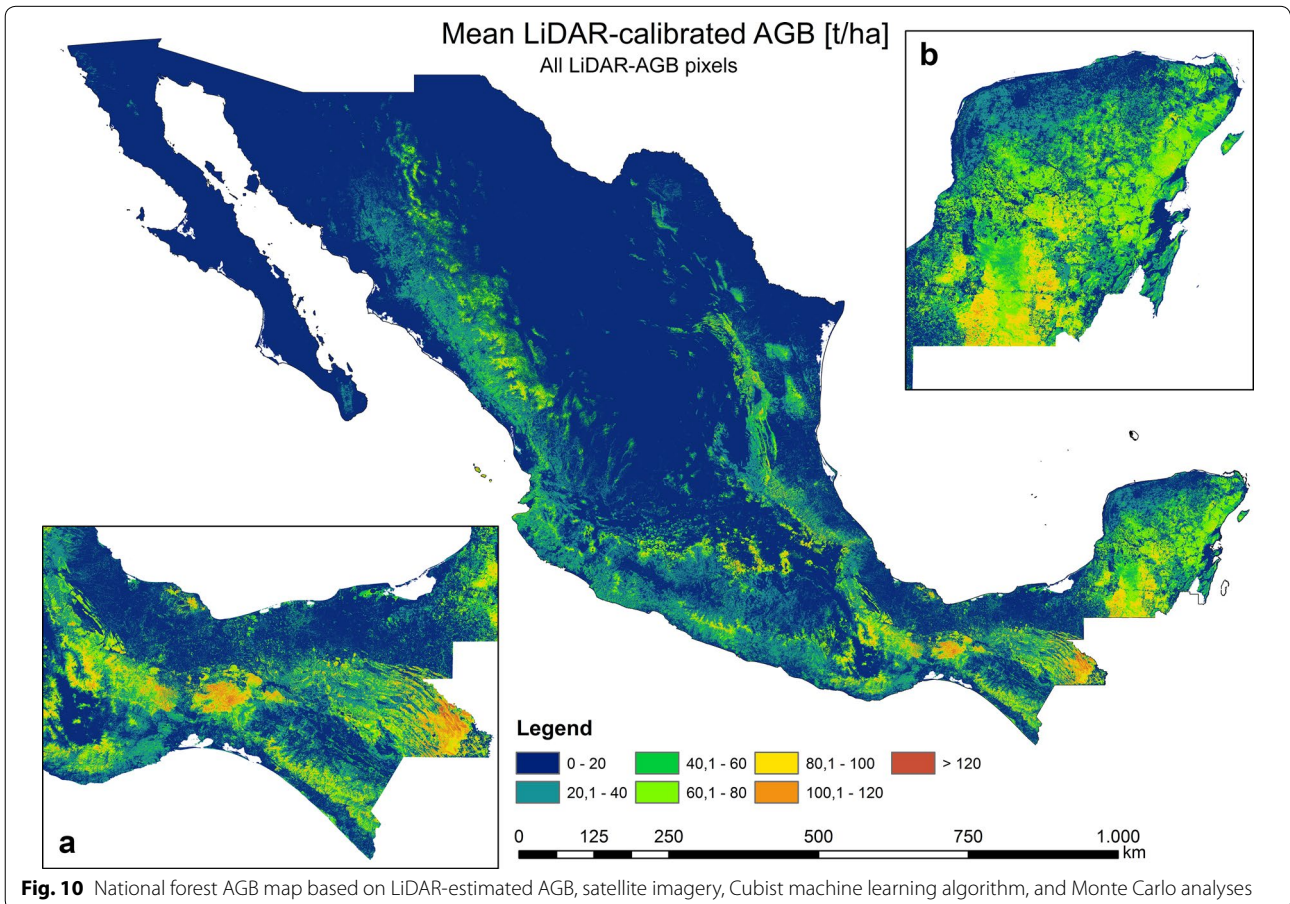 Mean LiDAR-calibrated AGB [t/ha]
All LiDAR-AGB pixels
b
a
Legend
0 - 20
20,1 - 40
40,1 - 60
60,1 - 80
80,1 - 100
100,1 - 120
> 120
0 125 250 500 750 1.000
km
Fig. 10 National forest AGB map based on LiDAR-estimated AGB, satellite imagery, Cubist machine learning algorithm, and Monte Carlo analyses